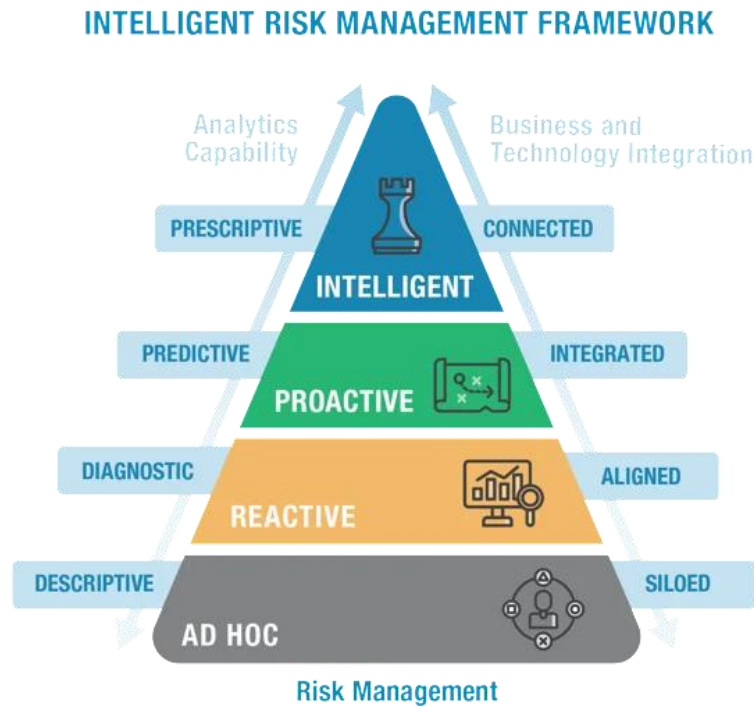 INTELLIGENT RISK MANAGEMENT FRAMEWORK
Analytics
Capability
Business and
Technology Integration
PRESCRIPTIVE
CONNECTED
INTELLIGENT
PREDICTIVE
INTEGRATED
PROACTIVE
DIAGNOSTIC
ALIGNED
REACTIVE
DESCRIPTIVE
SILOED
AD HOC
Risk Management